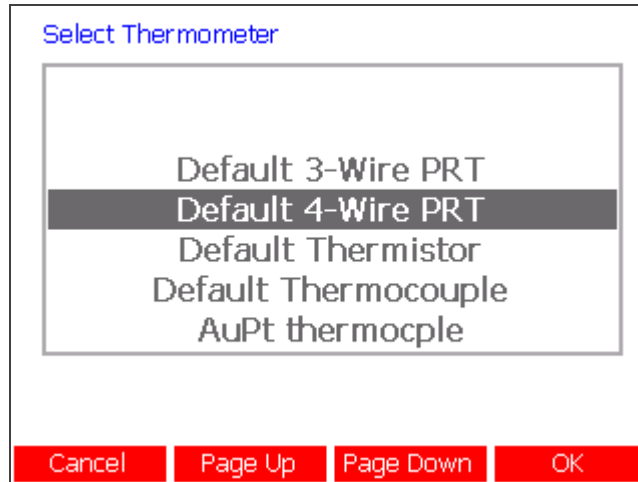 Select Thermometer
Default 3-Wire PRT
Default 4-Wire PRT
Default Thermistor
Default Thermocouple
AuPt thermocple
Cancel Page Up Page Down OK